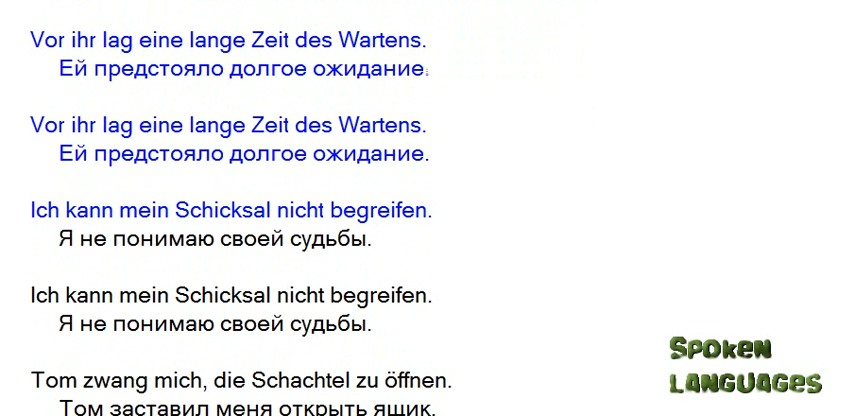 Vor ihr lag eine lange Zeit des Wartens.
Ей предстояло долгое ожидание.
Vor ihr lag eine lange Zeit des Wartens.
Ей предстояло долгое ожидание.
Ich kann mein Schicksal nicht begreifen.
Я не понимаю своей судьбы.
Ich kann mein Schicksal nicht begreifen.
Я не понимаю своей судьбы.
Tom zwang mich, die Schachtel zu öffnen.
Том заставил меня открыть ящик.
Spoken
Languages